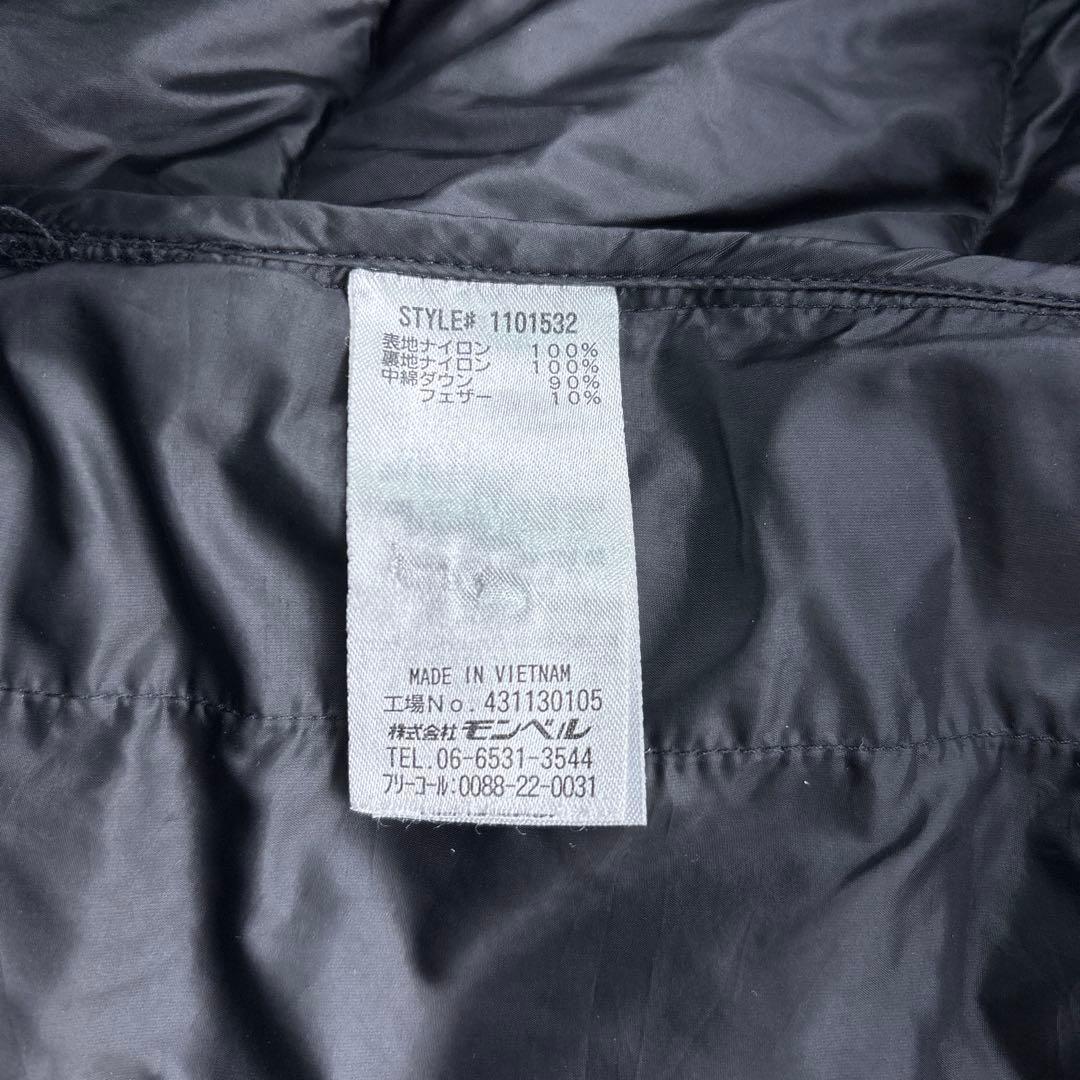 STYLE# 1101532
表地ナイロン 100%
裏地ナイロン 100%
中綿ダウン 90%
フェザー 10%
MADE IN VIETNAM
工場No. 431130105
株式会社モンベル
TEL.06-6531-3544
フリーコール:0088-22-0031